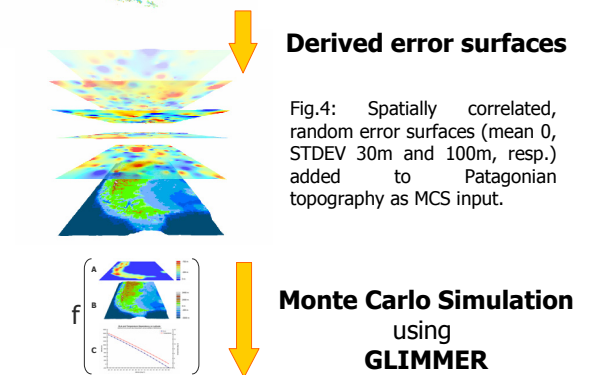 Derived error surfaces
Fig.4: Spatially correlated,
random error surfaces (mean 0,
STDEV 30m and 100m, resp.)
added to Patagonian
topography as MCS input.
f
A
B
C
Monte Carlo Simulation
using
GLIMMER